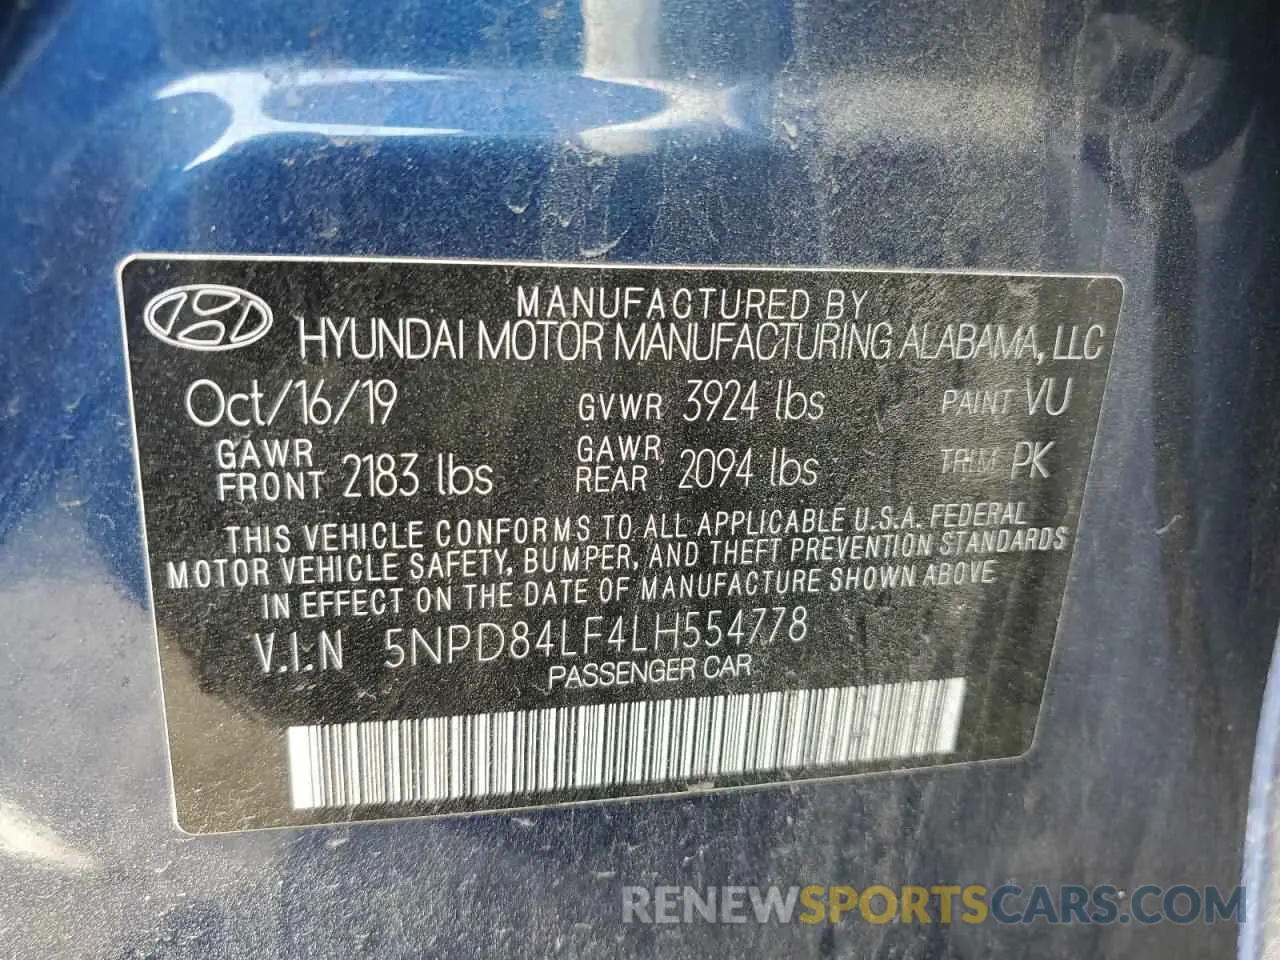 MANUFACTURED BY
HYUNDAI MOTOR MANUFACTURING ALABAMA, LLC
Oct/16/19 GVWR 3924 lbs PAINT VU
GAWR FRONT 2183 lbs GAWR REAR 2094 lbs TRIM PK
THIS VEHICLE CONFORMS TO ALL APPLICABLE U.S.A. FEDERAL
MOTOR VEHICLE SAFETY, BUMPER, AND THEFT PREVENTION STANDARDS
IN EFFECT ON THE DATE OF MANUFACTURE SHOWN ABOVE
V.I.N 5NPD84LF4LH554778
PASSENGER CAR
RENEWSPORTSCARS.COM